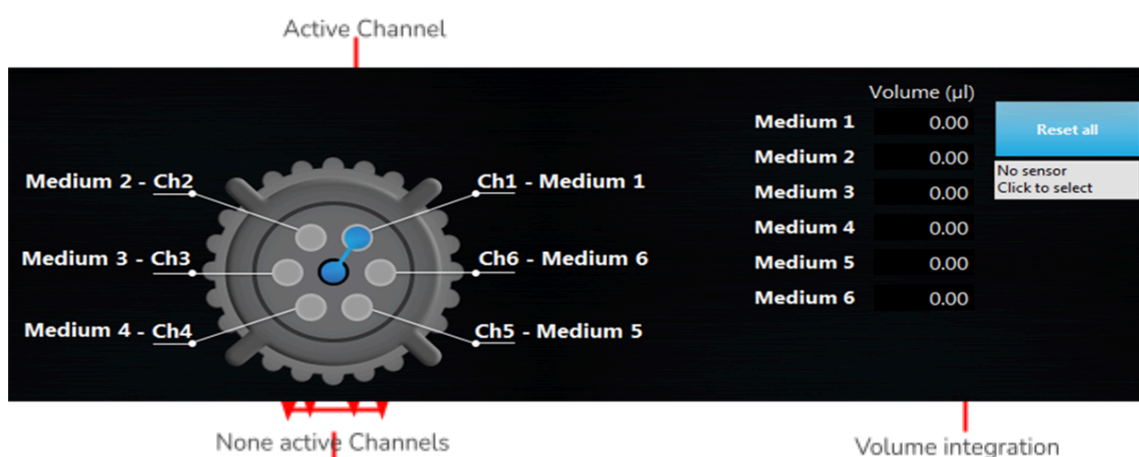 Active Channel
Volume (µl)
Medium 1 0.00
Reset all
Medium 2 0.00
No sensor
Click to select
Medium 2 - Ch2
Ch1 - Medium 1
Medium 3 0.00
Medium 4 0.00
Medium 3 - Ch3
Ch6 - Medium 6
Medium 5 0.00
Medium 6 0.00
Medium 4 - Ch4
Ch5 - Medium 5
None active Channels
Volume integration